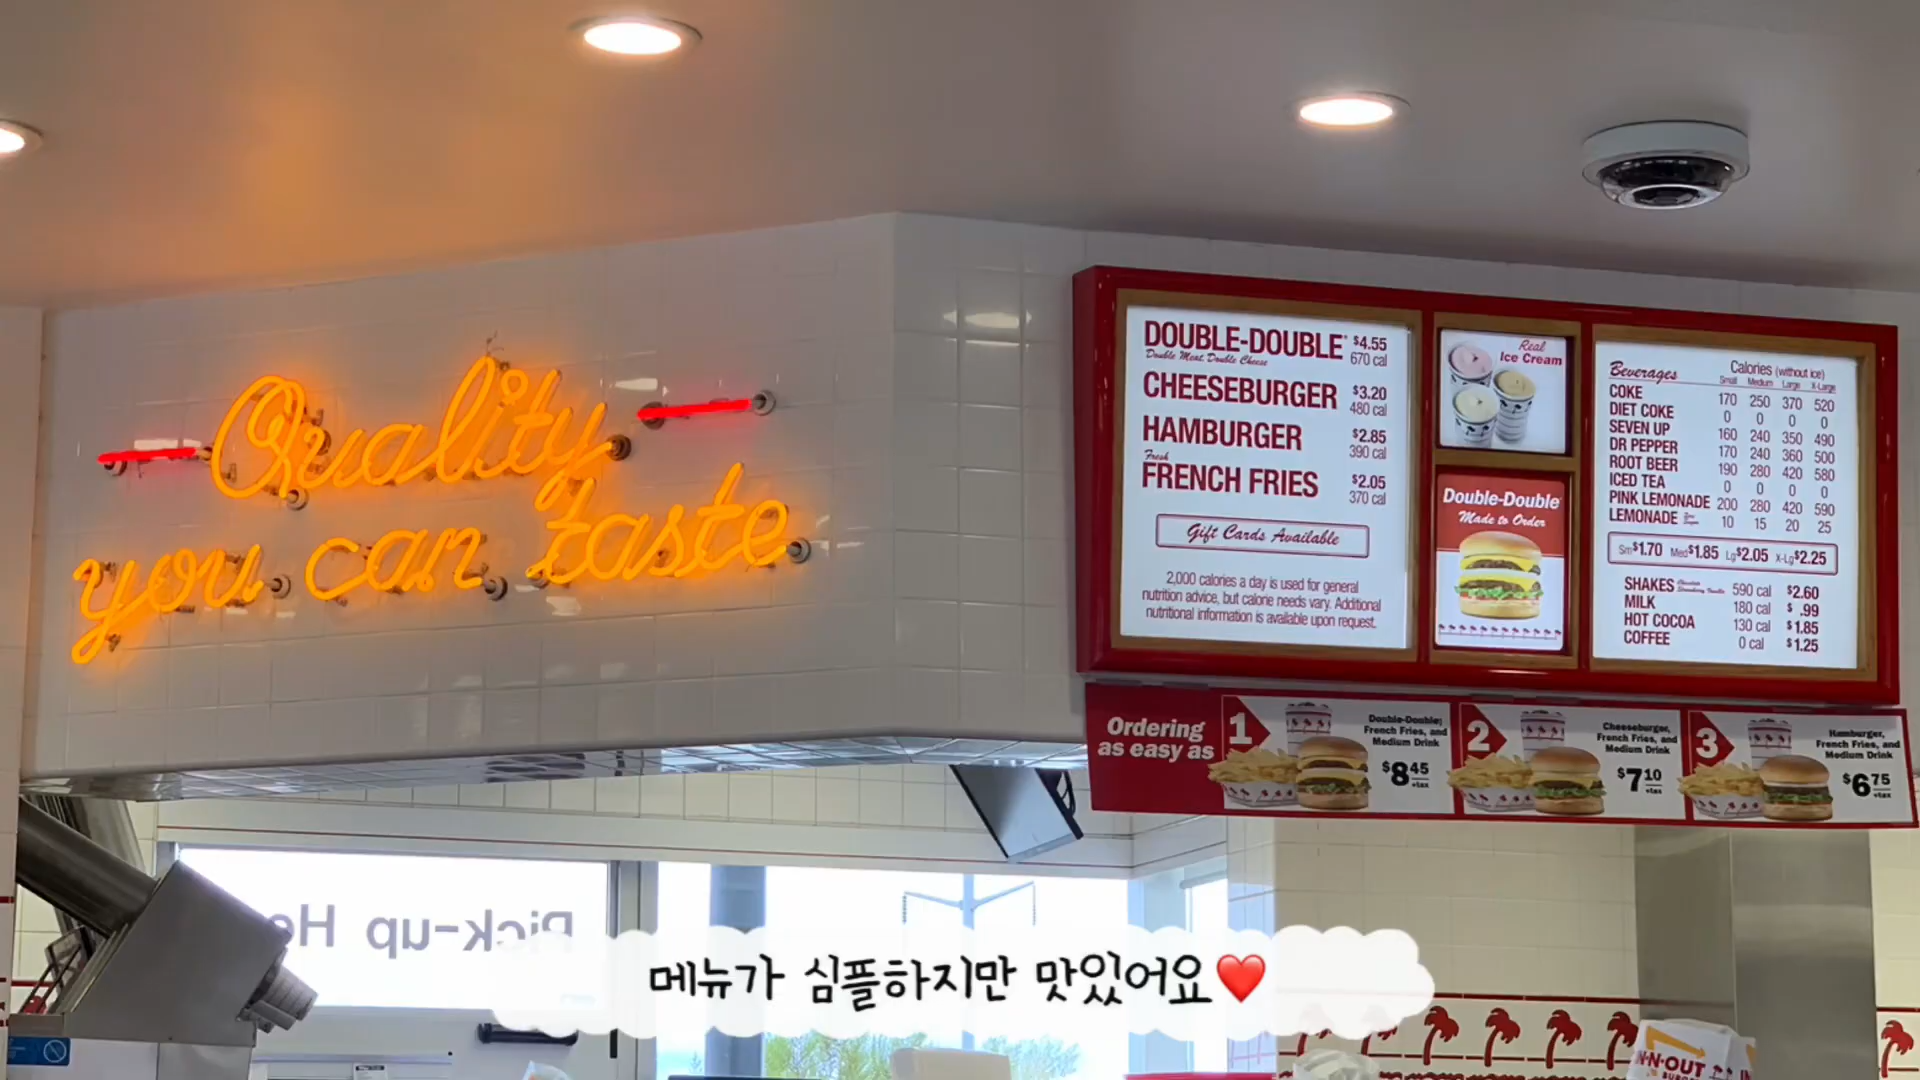 Quality
you can taste
DOUBLE-DOUBLE $4.55
Double Meat Double Cheese 670 cal
CHEESEBURGER $3.20
480 cal
HAMBURGER $2.85
390 cal
Fresh
FRENCH FRIES $2.05
370 cal
Gift Cards Available
2,000 calories a day is used for general
nutrition advice, but calorie needs vary. Additional
nutritional information is available upon request.
Real
Ice Cream
Double-Double
Made to Order
Beverages Calories (without ice)
Small Medium Large X-Large
COKE 170 250 370 520
DIET COKE 0 0 0 0
SEVEN UP 160 240 350 490
DR PEPPER 170 240 360 500
ROOT BEER 190 280 420 580
ICED TEA 0 0 0 0
PINK LEMONADE 200 280 420 590
LEMONADE 10 15 20 25
Sm $1.70 Med $1.85 Lg $2.05 X-Lg $2.25
SHAKES 590 cal $2.60
MILK 180 cal $ .99
HOT COCOA 130 cal $1.85
COFFEE 0 cal $1.25
Ordering
as easy as
1
Double-Double,
French Fries, and
Medium Drink
$8.45
+tax
2
Cheeseburger,
French Fries, and
Medium Drink
$7.10
+tax
3
Hamburger,
French Fries, and
Medium Drink
$6.75
+tax
Pick-up He
메뉴가 심플하지만 맛있어요❤️
IN-N-OUT